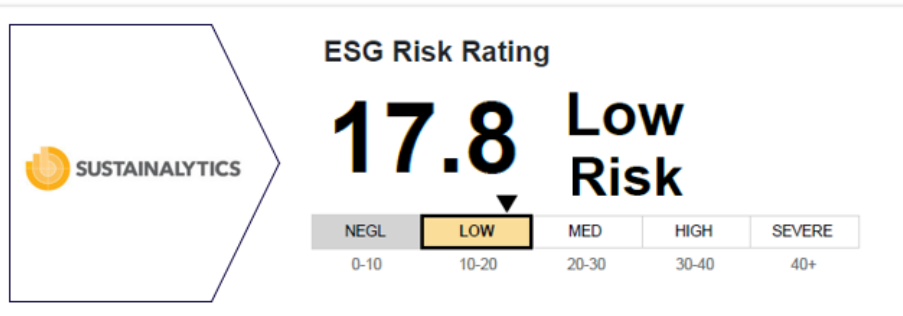 SUSTAINALYTICS
ESG Risk Rating
17.8
Low
Risk
NEGL LOW MED HIGH SEVERE
0-10 10-20 20-30 30-40 40+